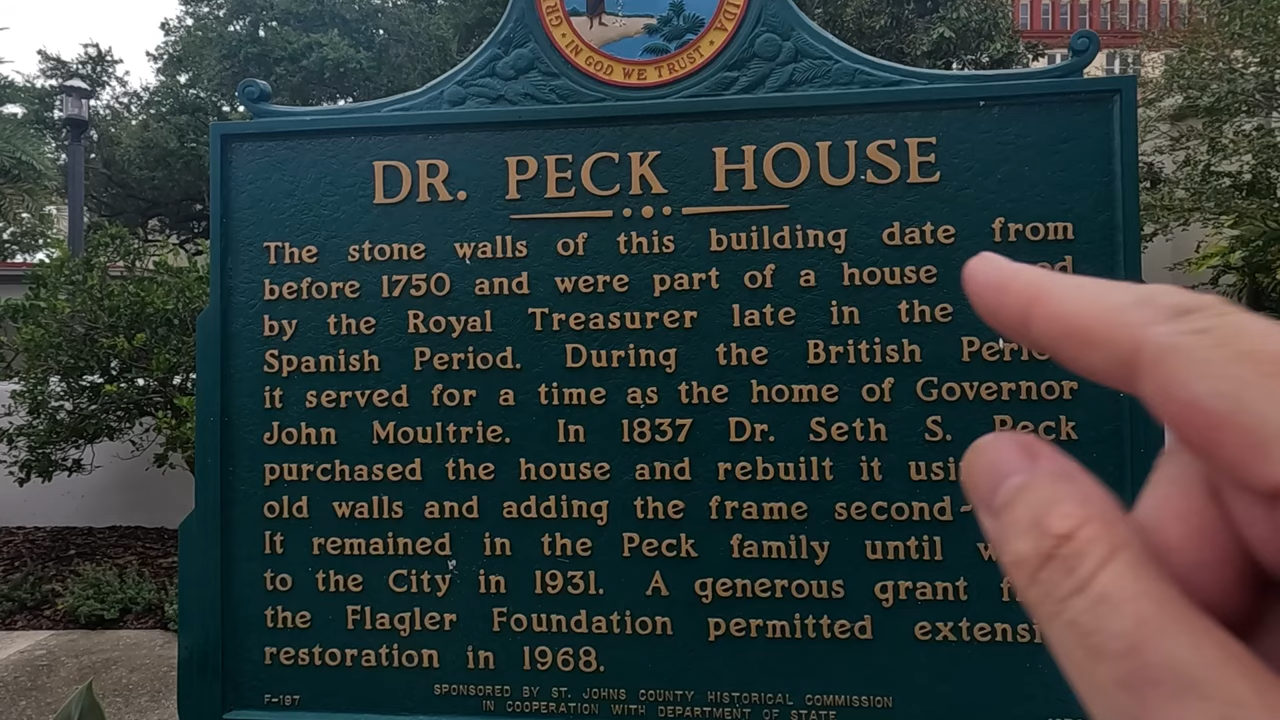 IN GOD WE TRUST
DR. PECK HOUSE
The stone walls of this building date from
before 1750 and were part of a house
by the Royal Treasurer late in the
Spanish Period. During the British Period
it served for a time as the home of Governor
John Moultrie. In 1837 Dr. Seth S. Peck
purchased the house and rebuilt it
old walls and adding the frame second-
It remained in the Peck family until
to the City in 1931. A generous grant
the Flagler Foundation permitted
restoration in 1968.
F-197
SPONSORED BY ST. JOHNS COUNTY HISTORICAL COMMISSION
IN COOPERATION WITH DEPARTMENT OF STATE